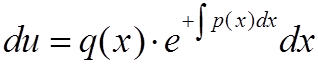 du = q(x) · e^{+∫ p(x)dx} dx